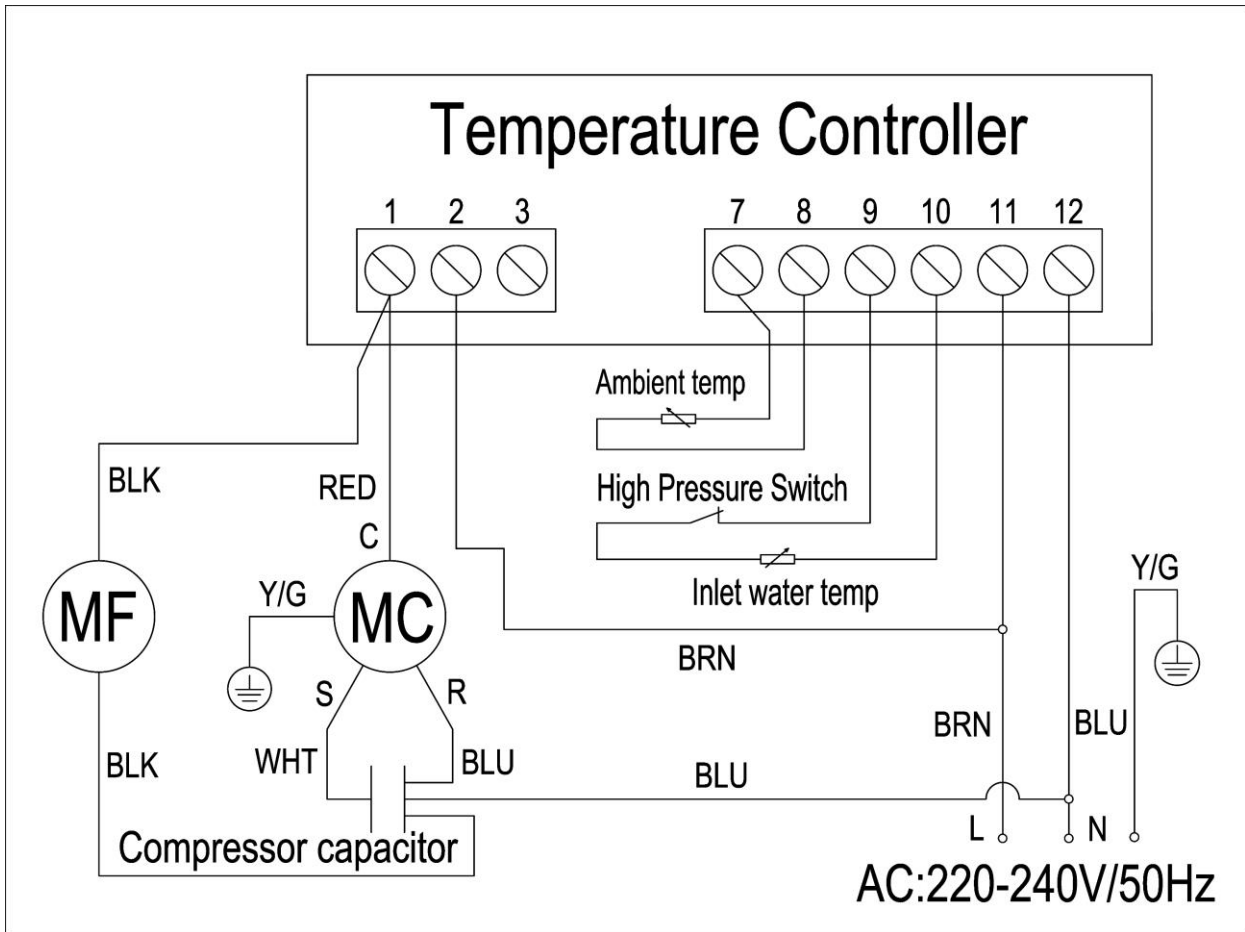 Temperature Controller
1 2 3 7 8 9 10 11 12
Ambient temp
BLK RED High Pressure Switch
C
Y/G Y/G
MF MC Inlet water temp
BRN
S R
BRN BLU
BLK WHT BLU BLU
L N
Compressor capacitor
AC:220-240V/50Hz